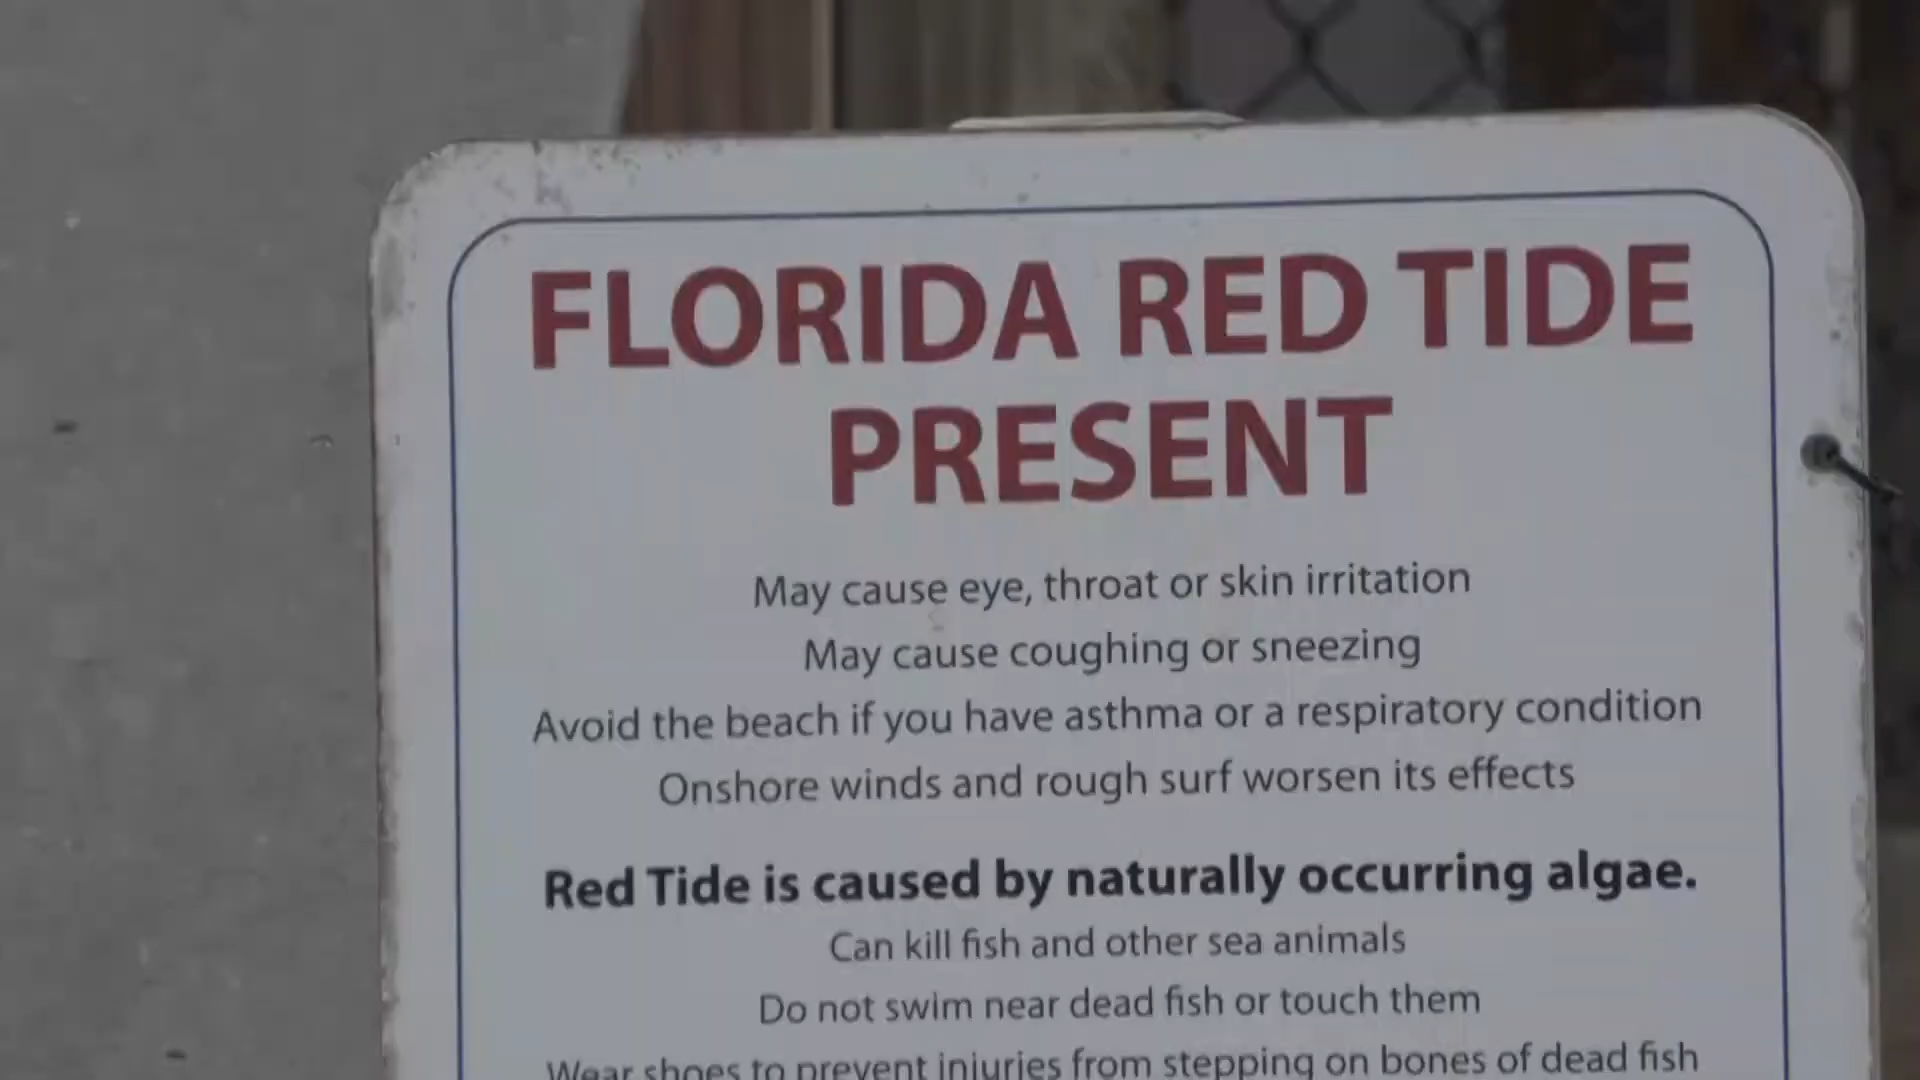 FLORIDA RED TIDE
PRESENT
May cause eye, throat or skin irritation
May cause coughing or sneezing
Avoid the beach if you have asthma or a respiratory condition
Onshore winds and rough surf worsen its effects
Red Tide is caused by naturally occurring algae.
Can kill fish and other sea animals
Do not swim near dead fish or touch them
Wear shoes to prevent injuries from stepping on bones of dead fish